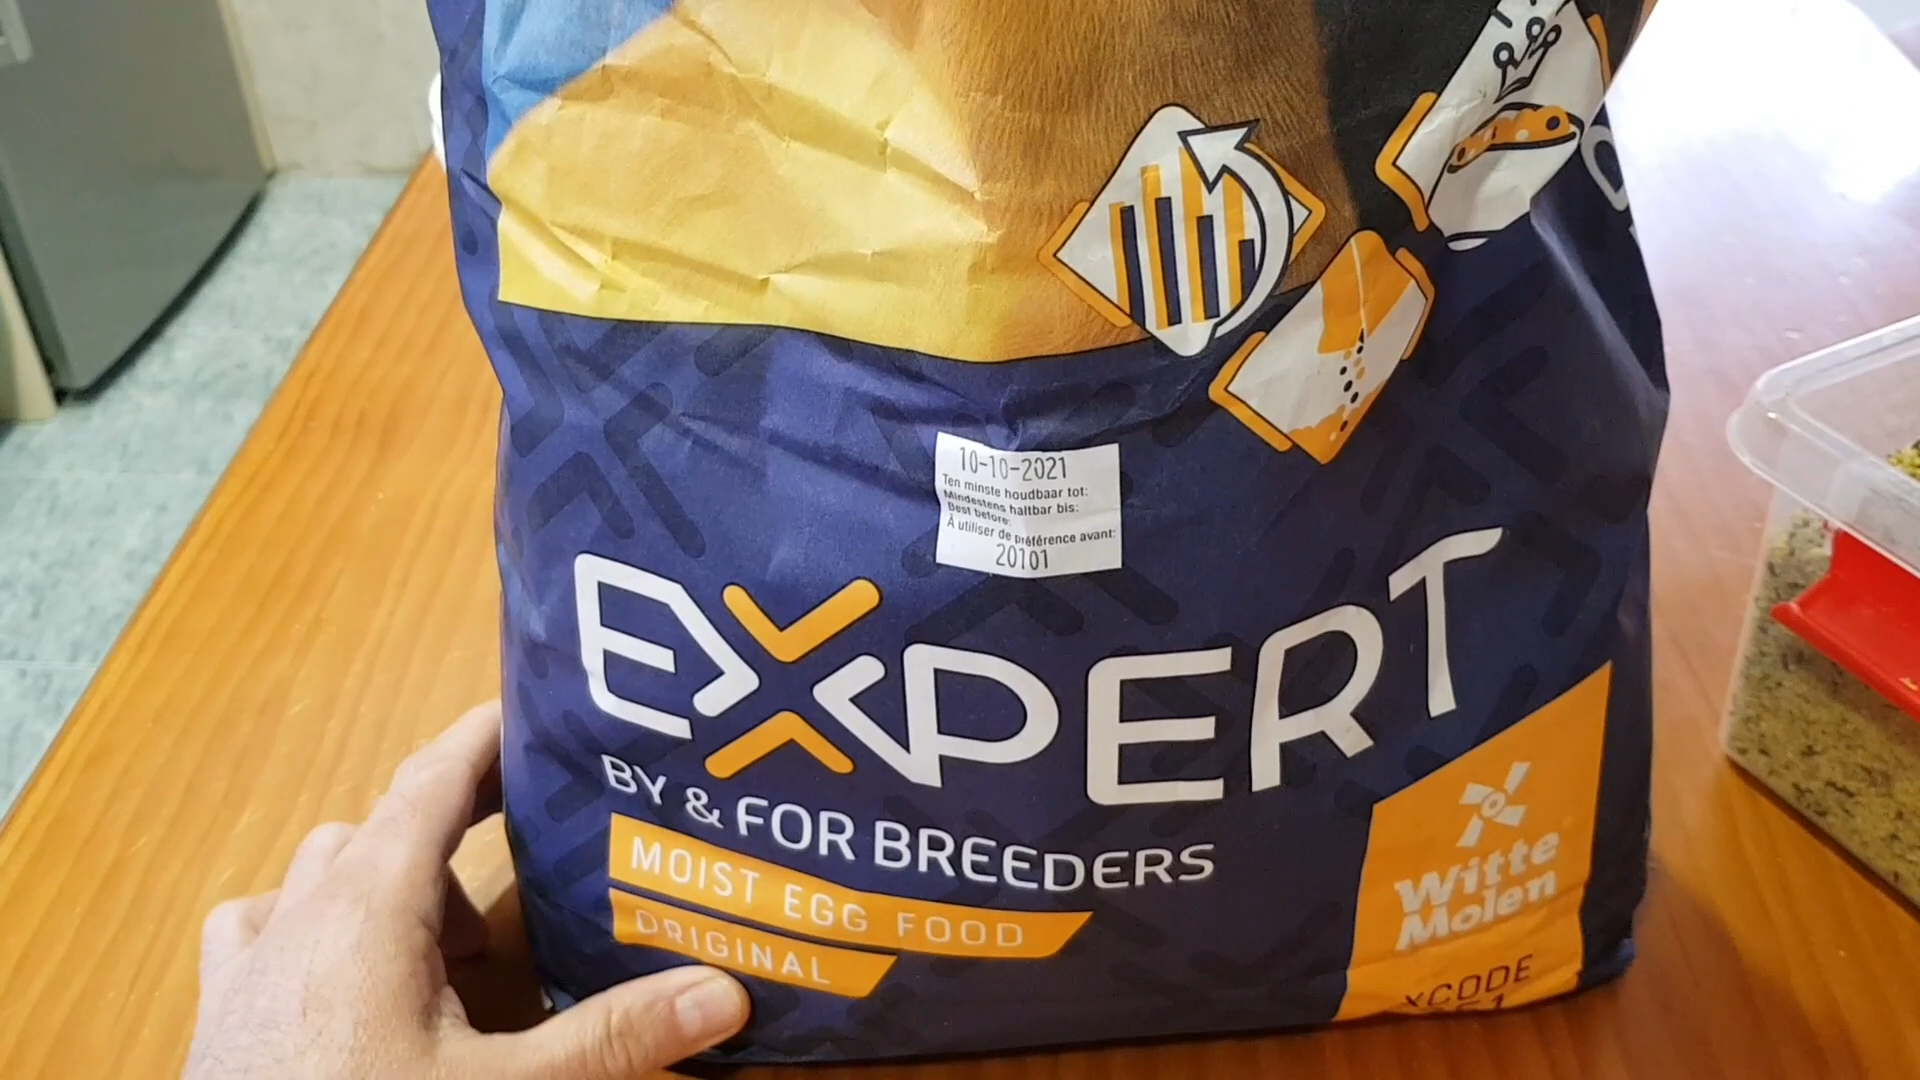 10-10-2021
Ten minste houdbaar tot:
Mindestens haltbar bis:
Best before:
À utiliser de préférence avant:
20101
EXPERT
BY & FOR BREEDERS
MOIST EGG FOOD
ORIGINAL
Witte
Molen
XCODE